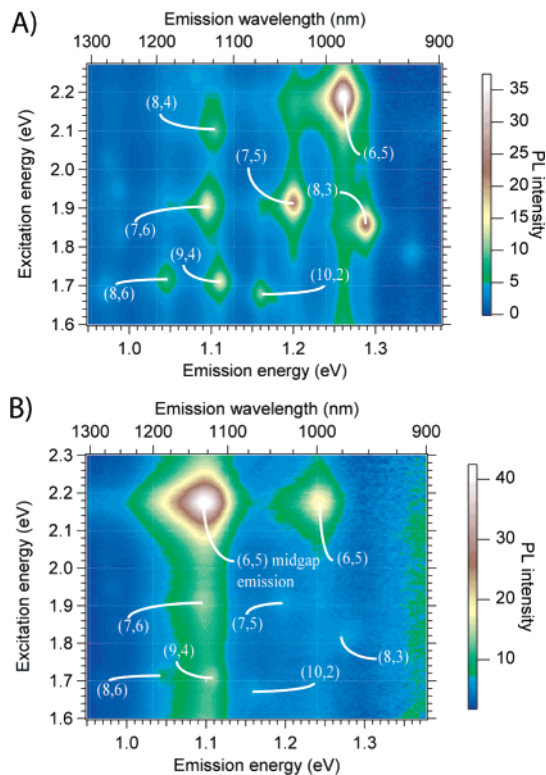 A)
Emission wavelength (nm)
1300 1200 1100 1000 900
2.2
2.1
2.0
1.9
1.8
1.7
1.6
Excitation energy (eV)
(8,4)
(7,5)
(6,5)
(8,3)
(7,6)
(9,4)
(10,2)
(8,6)
1.0 1.1 1.2 1.3
Emission energy (eV)
35
30
25
20
15
10
5
0
PL intensity
B)
Emission wavelength (nm)
1300 1200 1100 1000 900
2.3
2.2
2.1
2.0
1.9
1.8
1.7
1.6
Excitation energy (eV)
(6,5) midgap
emission
(6,5)
(7,6)
(7,5)
(9,4)
(8,3)
(8,6)
(10,2)
1.0 1.1 1.2 1.3
Emission energy (eV)
40
30
20
10
PL intensity